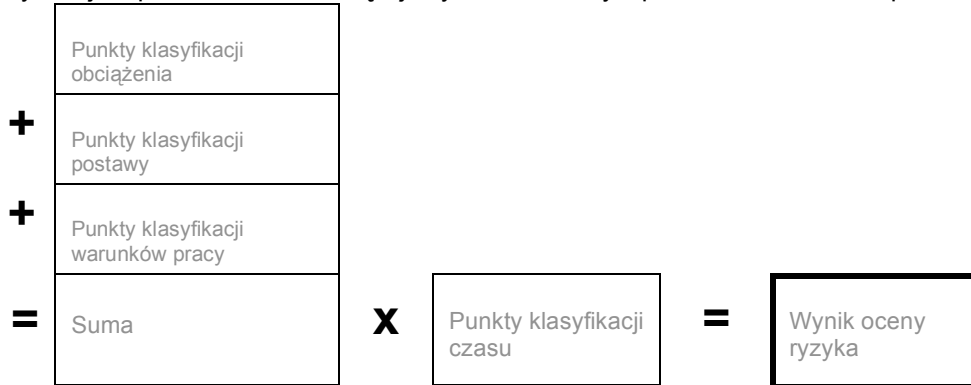 Punkty klasyfikacji
obciążenia
+
Punkty klasyfikacji
postawy
+
Punkty klasyfikacji
warunków pracy
= Suma x Punkty klasyfikacji = Wynik oceny
czasu ryzyka